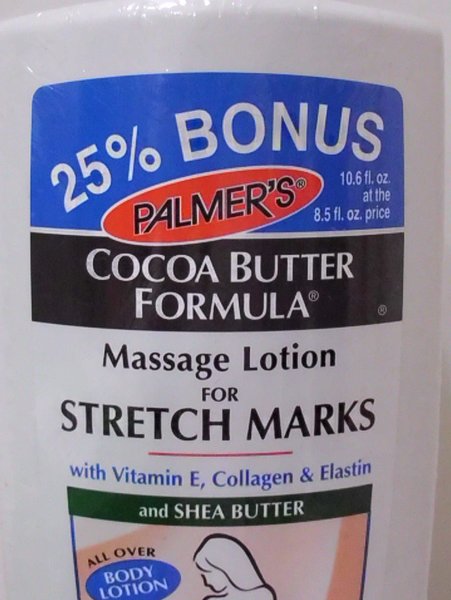 25% BONUS
10.6 fl. oz.
at the
8.5 fl. oz. price
PALMER'S®
COCOA BUTTER
FORMULA®
®
Massage Lotion
FOR
STRETCH MARKS
with Vitamin E, Collagen & Elastin
and SHEA BUTTER
ALL OVER
BODY
LOTION